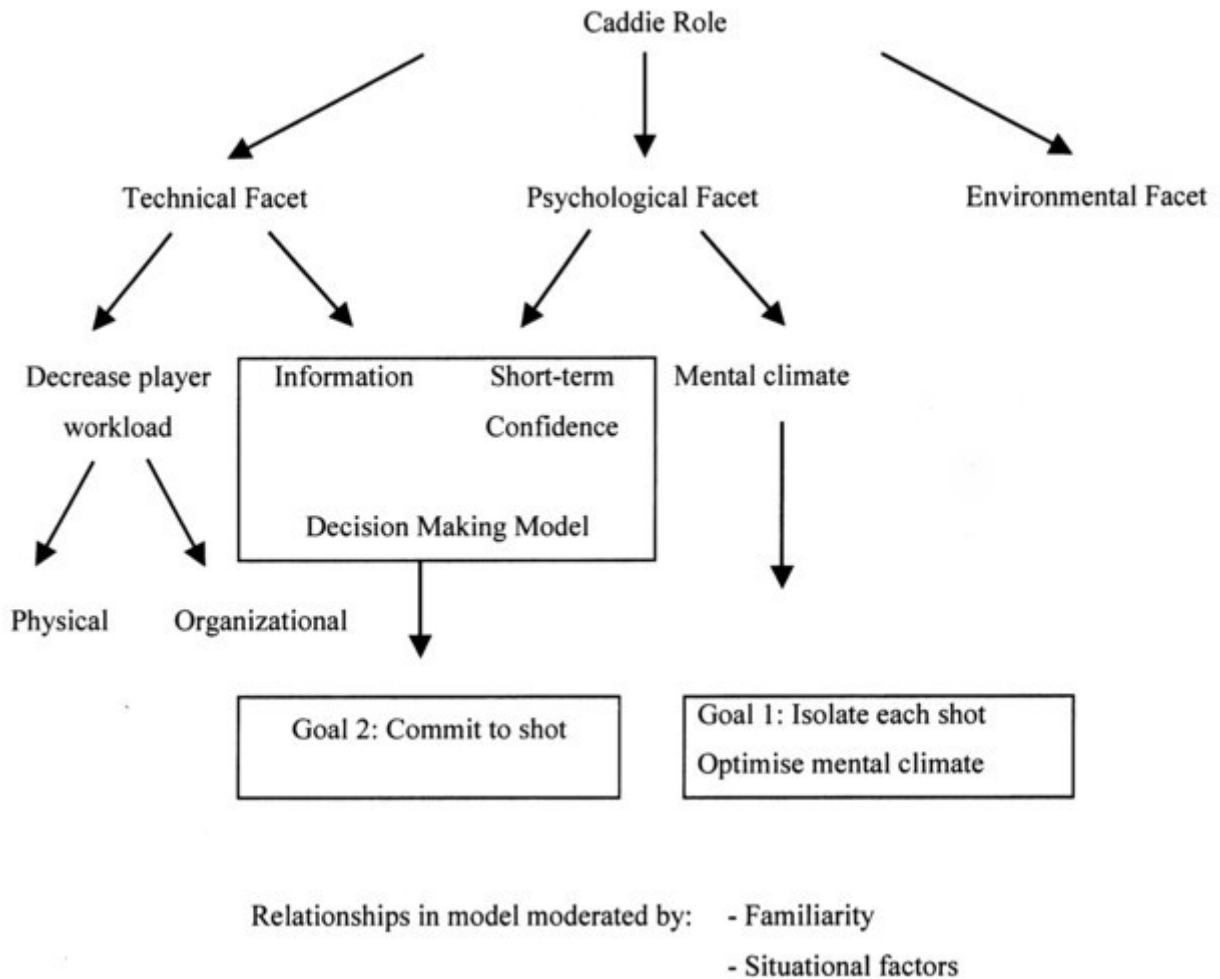 Caddie Role
Technical Facet
Psychological Facet
Environmental Facet
Decrease player
workload
Information
Short-term
Confidence
Mental climate
Decision Making Model
Physical
Organizational
Goal 2: Commit to shot
Goal 1: Isolate each shot
Optimise mental climate
Relationships in model moderated by: - Familiarity
- Situational factors